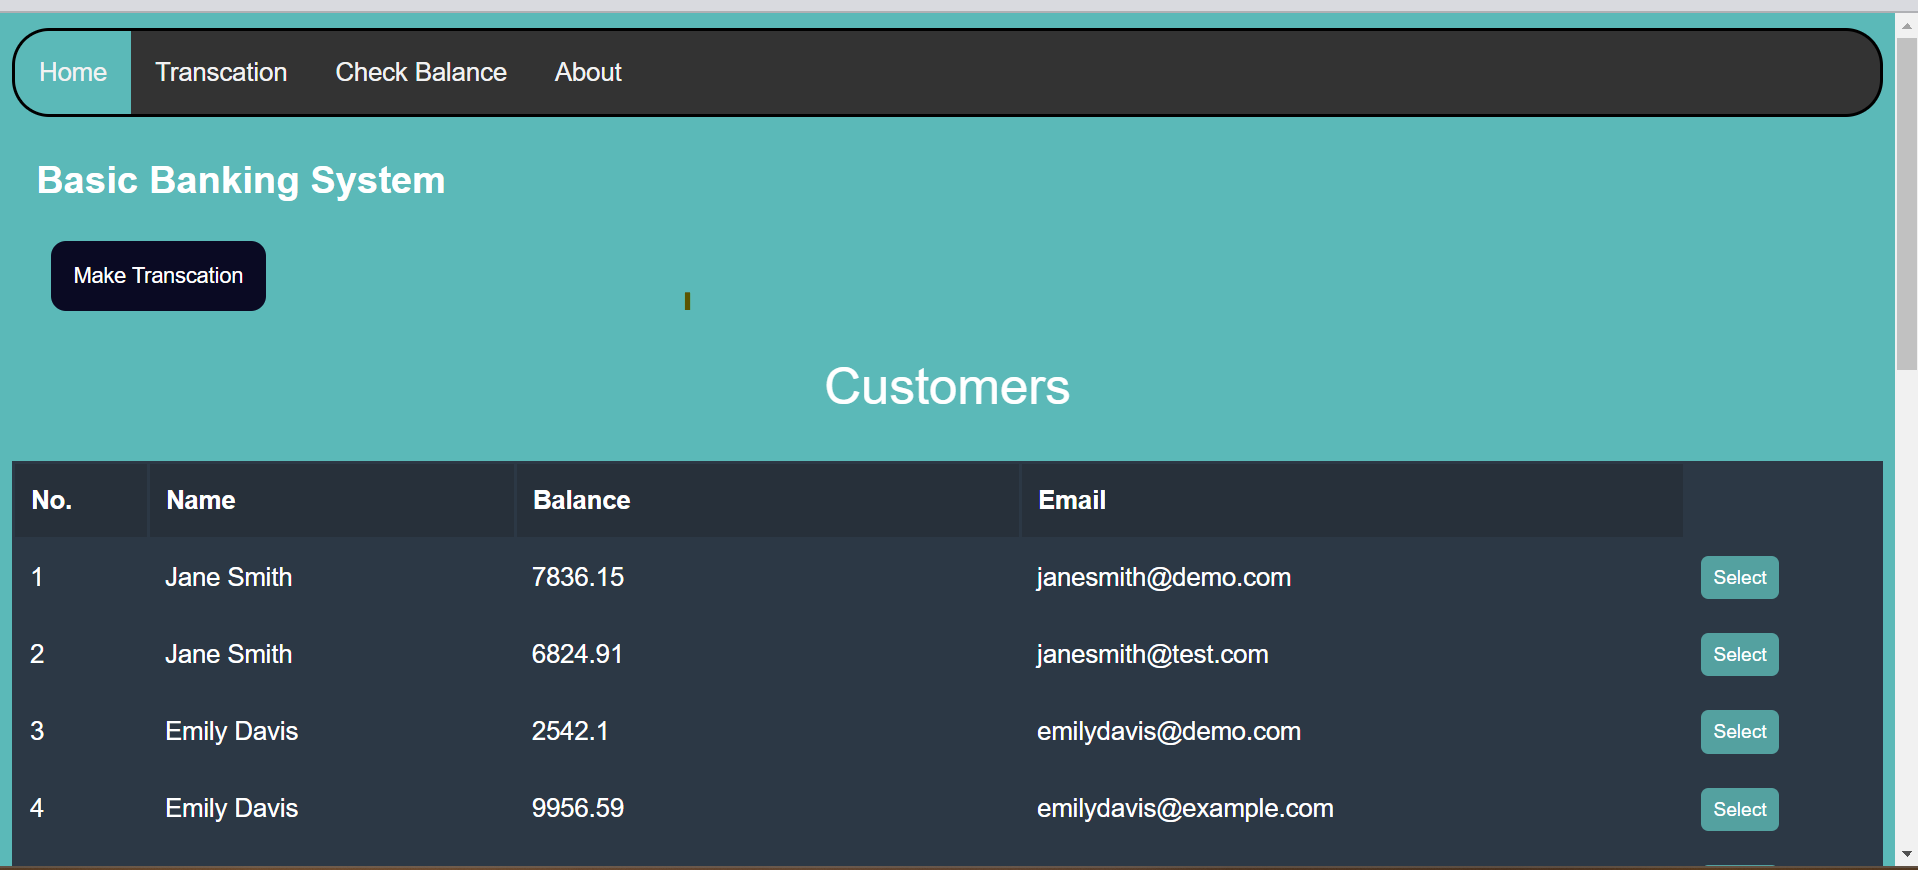 Home Transcation Check Balance About
Basic Banking System
Make Transcation
Customers
No. Name Balance Email
1 Jane Smith 7836.15 janesmith@demo.com Select
2 Jane Smith 6824.91 janesmith@test.com Select
3 Emily Davis 2542.1 emilydavis@demo.com Select
4 Emily Davis 9956.59 emilydavis@example.com Select